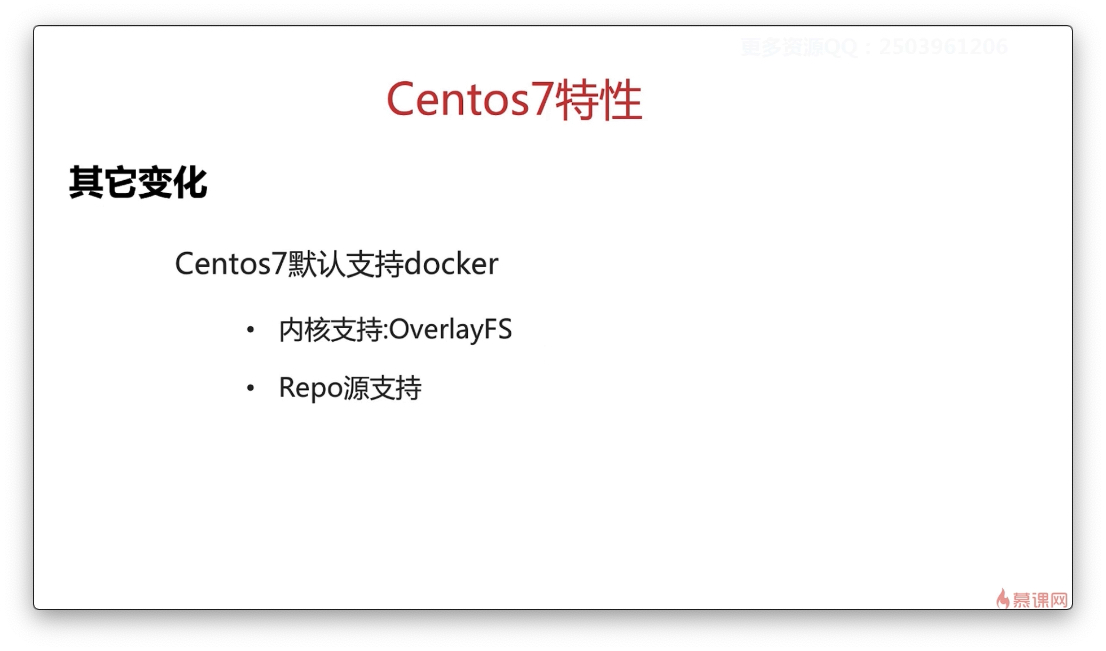 更多资源QQ：2503961206
Centos7特性
其它变化
Centos7默认支持docker
• 内核支持:OverlayFS
• Repo源支持
慕课网